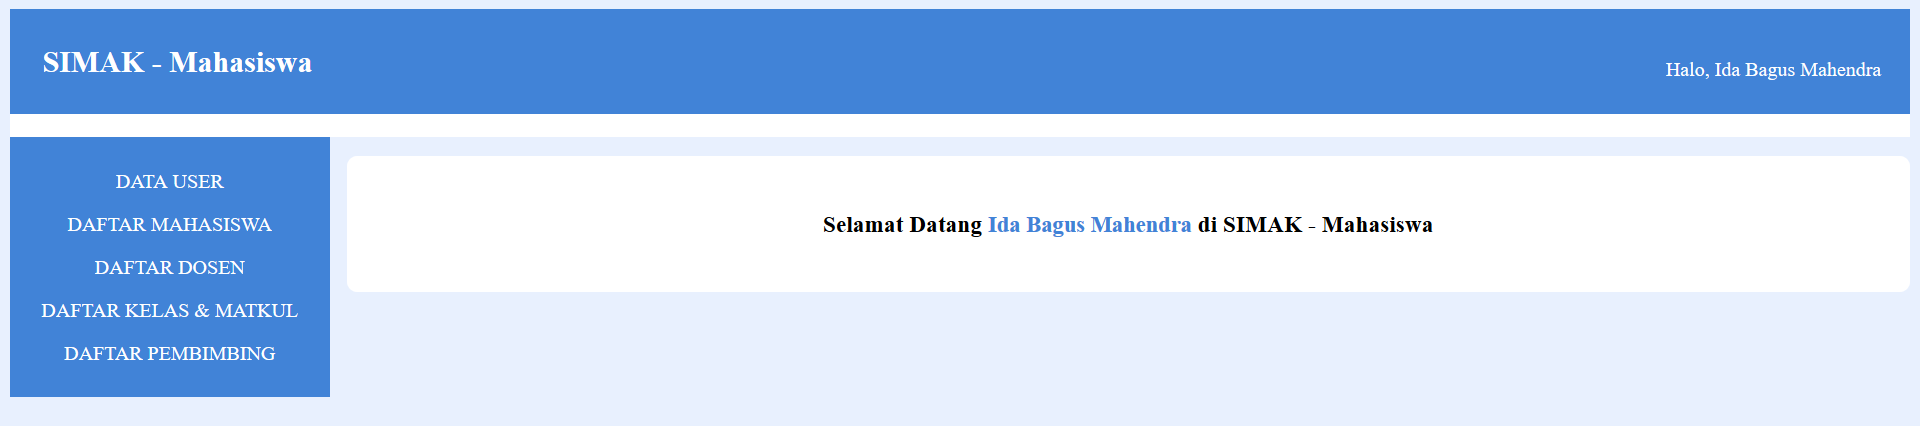 SIMAK - Mahasiswa
Halo, Ida Bagus Mahendra
DATA USER
DAFTAR MAHASISWA
DAFTAR DOSEN
DAFTAR KELAS & MATKUL
DAFTAR PEMBIMBING
Selamat Datang Ida Bagus Mahendra di SIMAK - Mahasiswa